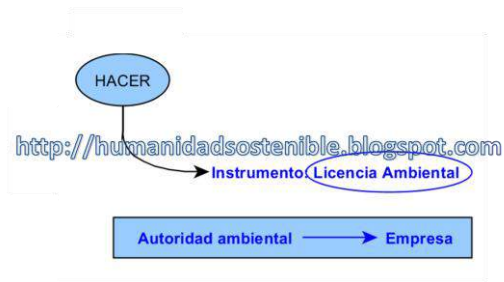 HACER
http://humanidadsostenible.blogspot.com
Instrumento: Licencia Ambiental
Autoridad ambiental Empresa